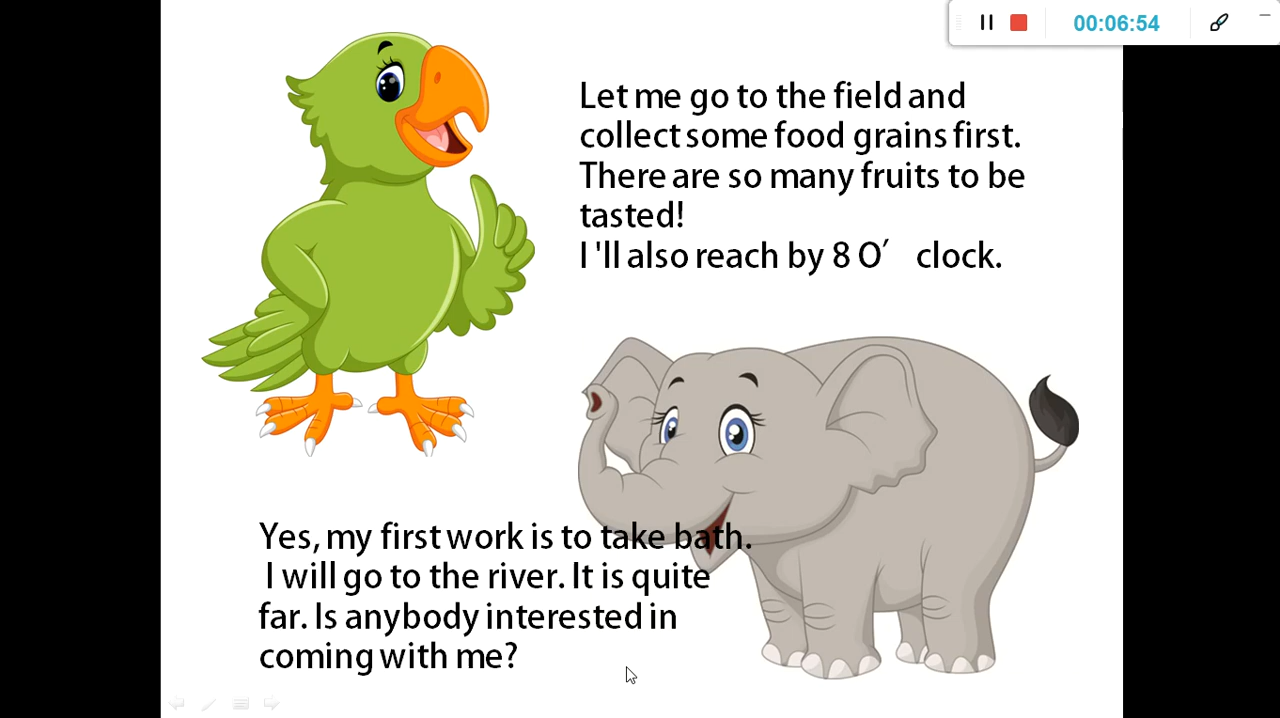 00:06:54
Let me go to the field and
collect some food grains first.
There are so many fruits to be
tasted!
I 'll also reach by 8 O′ clock.
Yes, my first work is to take bath.
I will go to the river. It is quite
far. Is anybody interested in
coming with me?